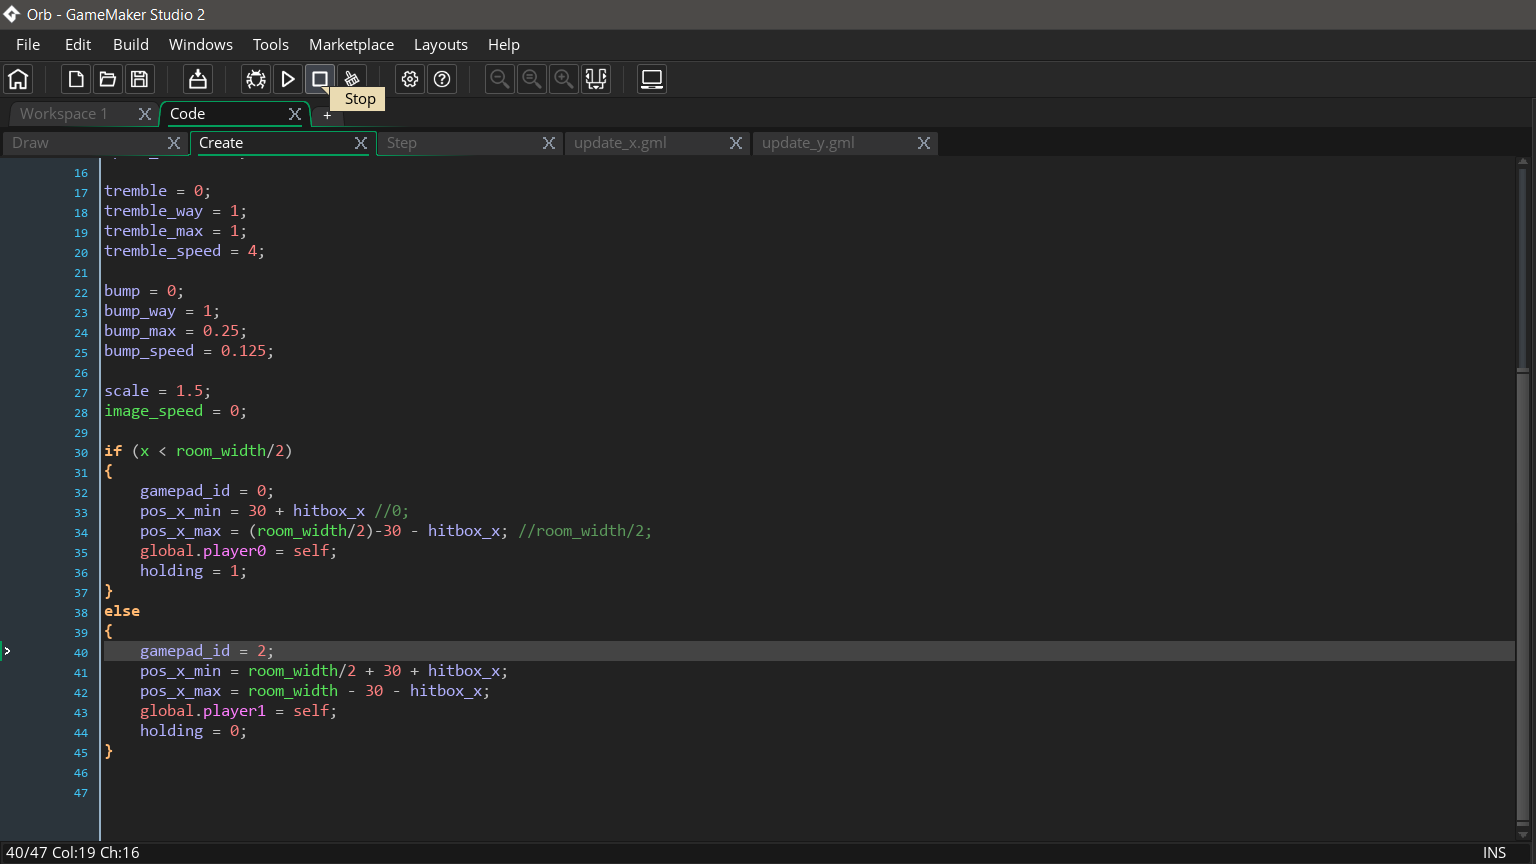 Orb - GameMaker Studio 2
File Edit Build Windows Tools Marketplace Layouts Help
Stop
Workspace 1 X Code X +
Draw X Create X Step X update_x.gml X update_y.gml X
16
17 tremble = 0;
18 tremble_way = 1;
19 tremble_max = 1;
20 tremble_speed = 4;
21
22 bump = 0;
23 bump_way = 1;
24 bump_max = 0.25;
25 bump_speed = 0.125;
26
27 scale = 1.5;
28 image_speed = 0;
29
30 if (x < room_width/2)
31 {
32 gamepad_id = 0;
33 pos_x_min = 30 + hitbox_x //0;
34 pos_x_max = (room_width/2)-30 - hitbox_x; //room_width/2;
35 global.player0 = self;
36 holding = 1;
37 }
38 else
39 {
40 gamepad_id = 2;
41 pos_x_min = room_width/2 + 30 + hitbox_x;
42 pos_x_max = room_width - 30 - hitbox_x;
43 global.player1 = self;
44 holding = 0;
45 }
46
47
40/47 Col:19 Ch:16 INS